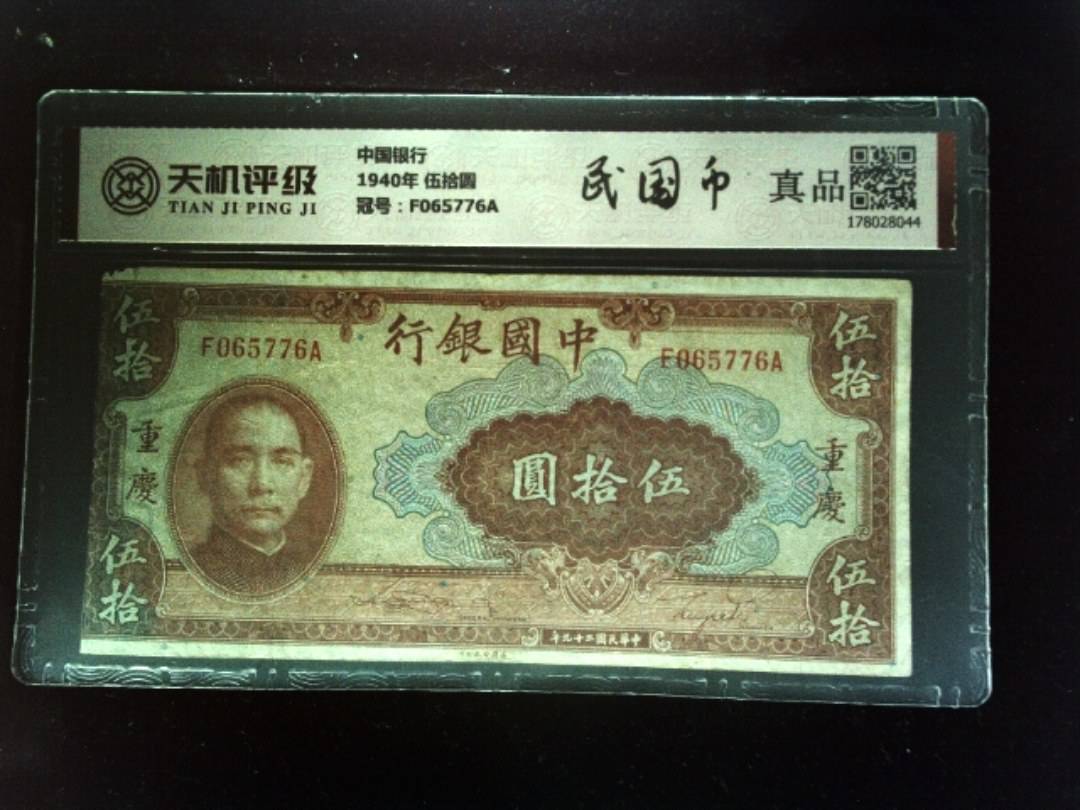 天机评级
TIAN JI PING JI
中国银行
1940年 伍拾圆
冠号：F065776A
民国币
真品
178028044
伍拾
F065776A
行銀國中
F065776A
伍拾
重慶
圓拾伍
重慶
伍拾
伍拾
年九十二國民華中